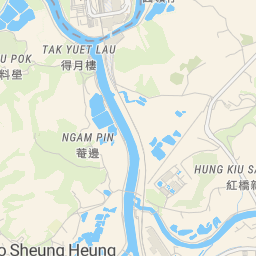 TAK YUET LAU
得月樓
U POK
料星
NGAM PIN
菴邊
HUNG KIU SA
紅橋新
o Sheung Heung